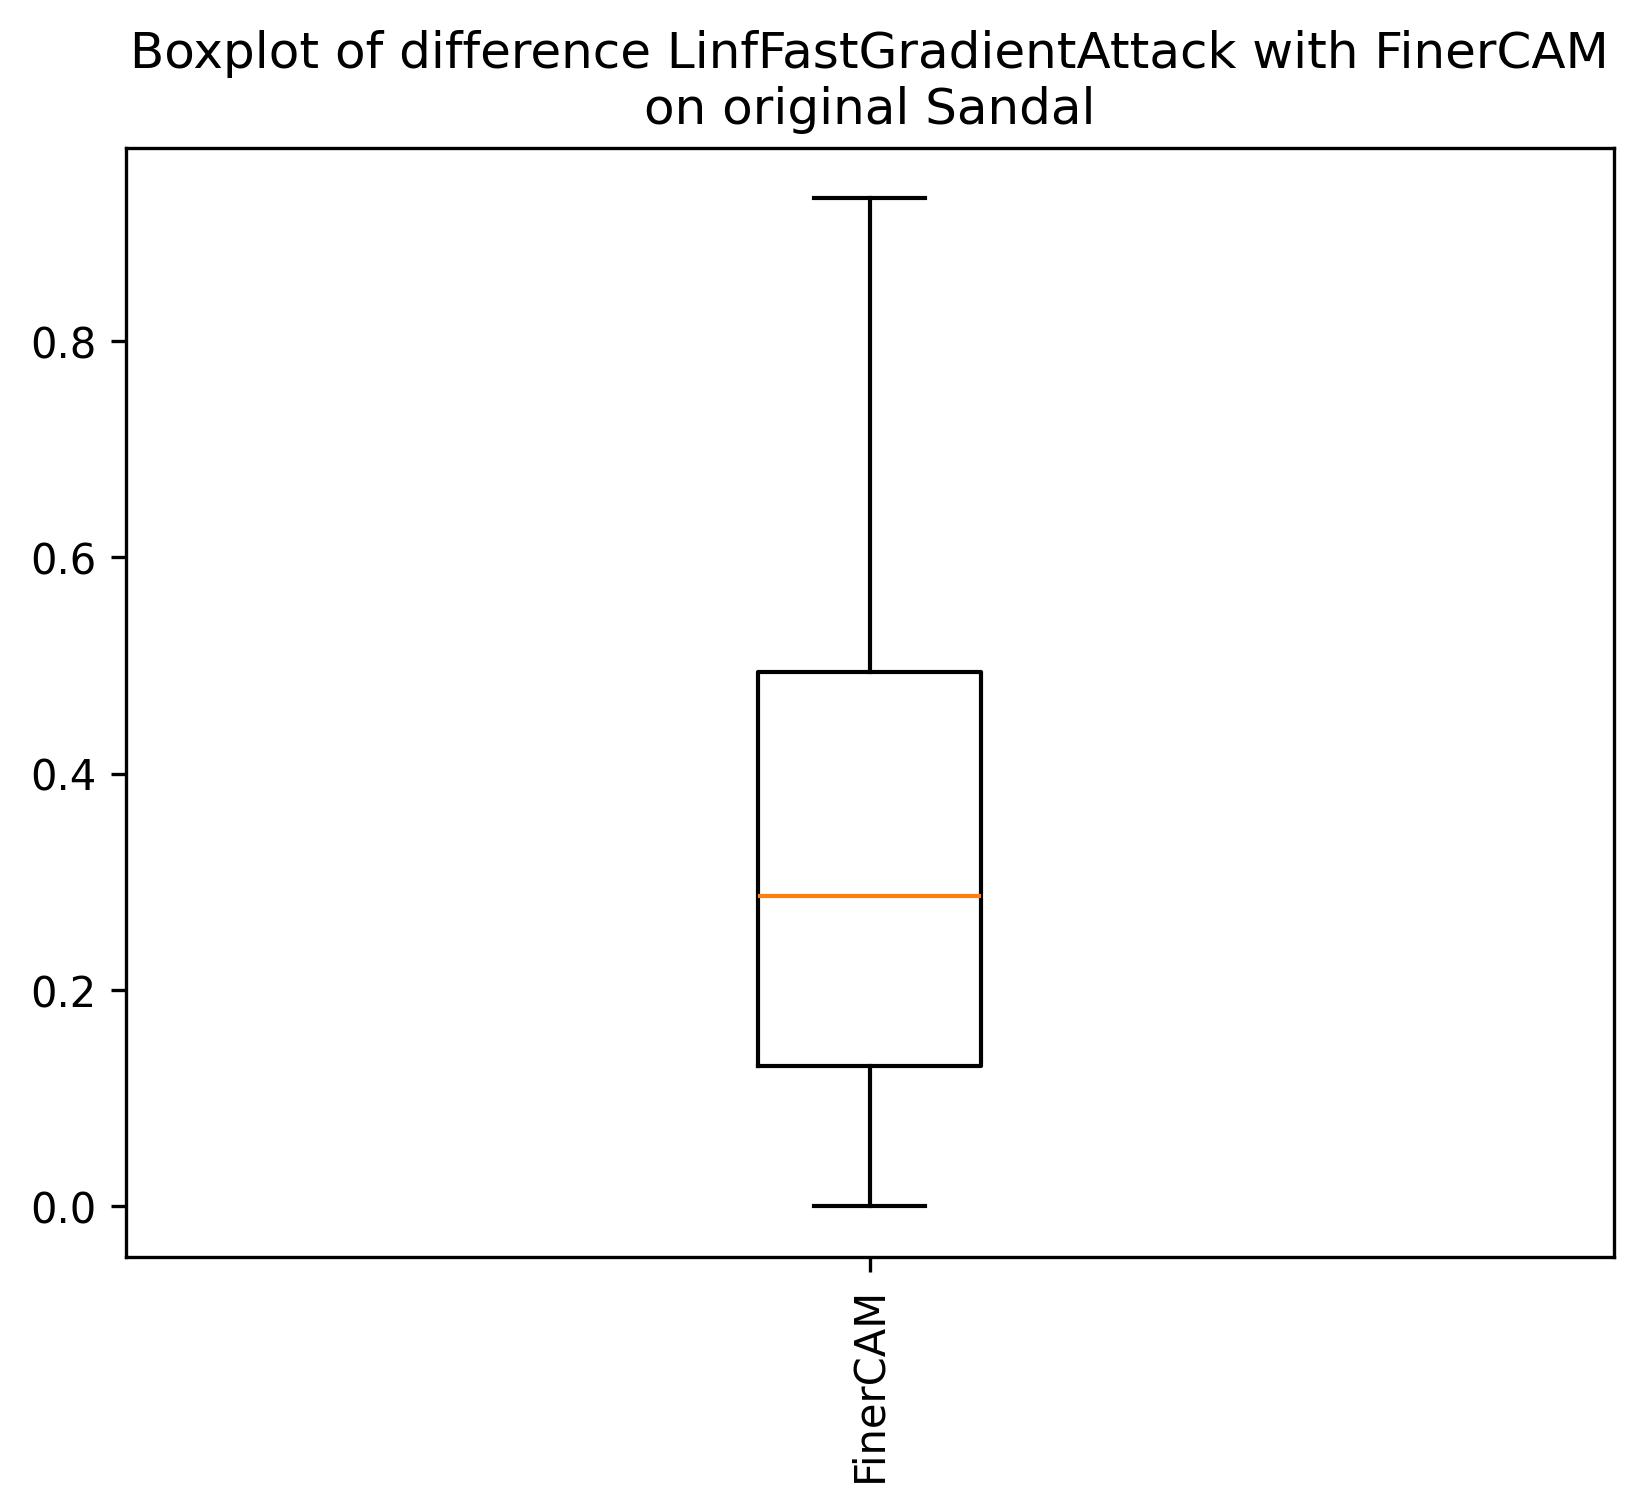 Boxplot of difference LinfFastGradientAttack with FinerCAM
on original Sandal
0.8
0.6
0.4
0.2
0.0
FinerCAM